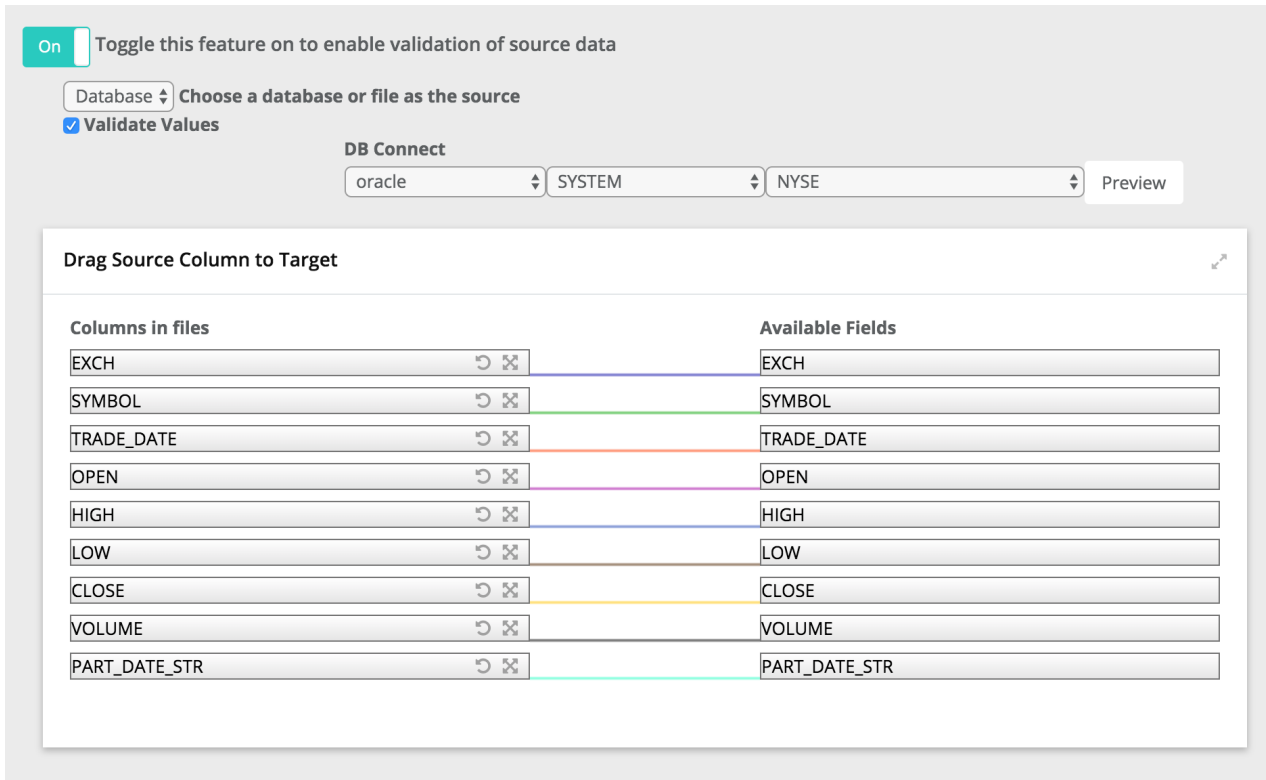 On Toggle this feature on to enable validation of source data
Database Choose a database or file as the source
Validate Values
DB Connect
oracle SYSTEM NYSE Preview
Drag Source Column to Target
Columns in files Available Fields
EXCH EXCH
SYMBOL SYMBOL
TRADE_DATE TRADE_DATE
OPEN OPEN
HIGH HIGH
LOW LOW
CLOSE CLOSE
VOLUME VOLUME
PART_DATE_STR PART_DATE_STR